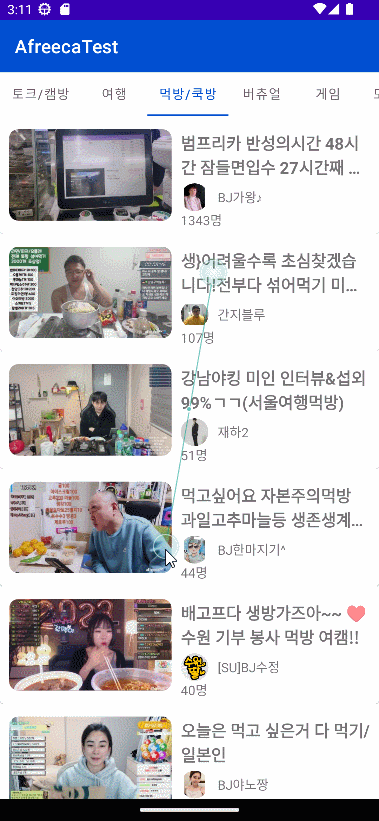 3:11
AfreecaTest
토크/캠방 여행 먹방/쿡방 버츄얼 게임
범프리카 반성의시간 48시
간 잠들면입수 27시간째 ...
BJ가왕♪
1343명
생)어려울수록 초심찾겠습
니다!전부다 섞어먹기 미...
간지블루
107명
강남야킹 미인 인터뷰&섭외
99%ㄱㄱ(서울여행먹방)
재하2
51명
먹고싶어요 자본주의먹방
과일고추마늘등 생존생계...
BJ한마지기^
44명
배고프다 생방가즈아~~ ♥
수원 기부 봉사 먹방 여캠!!
[SU]BJ수정
40명
오늘은 먹고 싶은거 다 먹기/
일본인
BJ야노짱